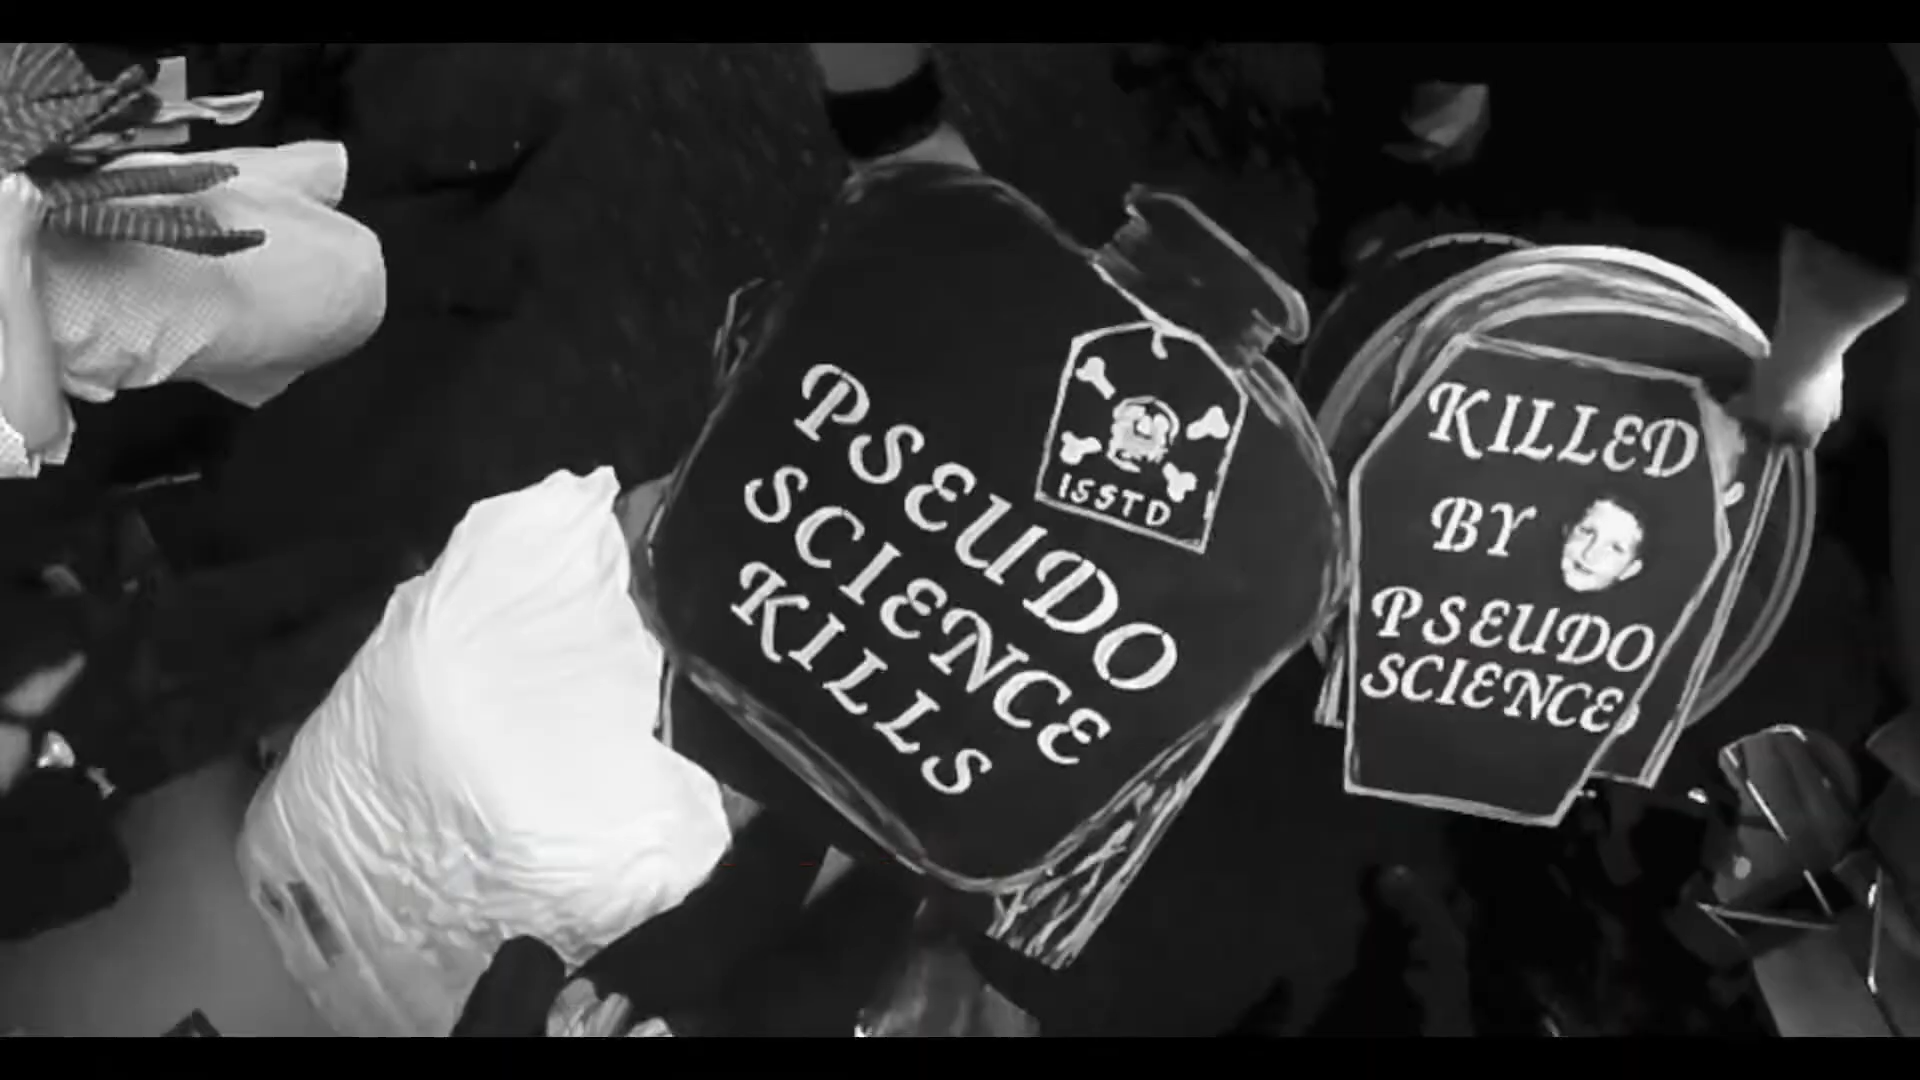 PSEUDO
SCIENCE
KILLS
ISSTD
KILLED
BY
PSEUDO
SCIENCE